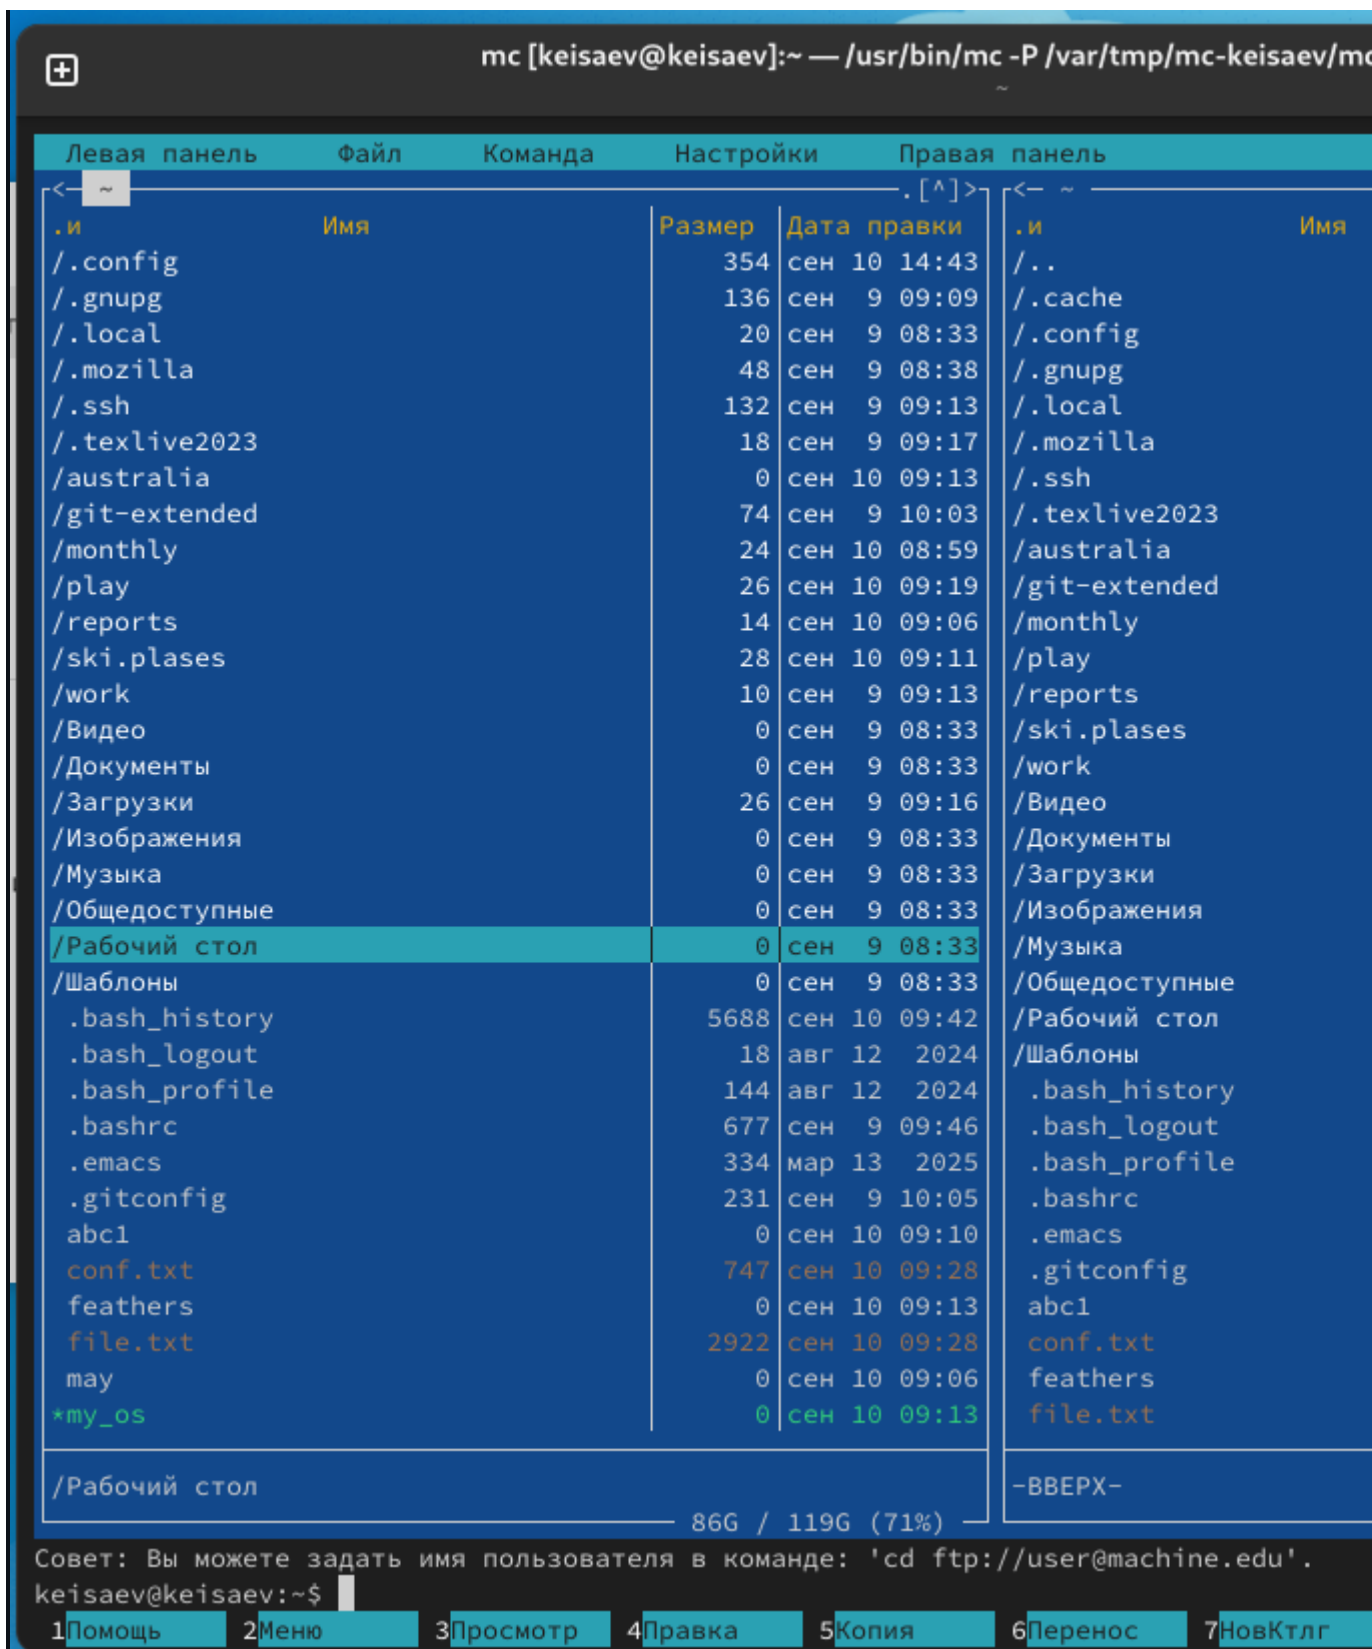 mc [keisaev@keisaev]:~ — /usr/bin/mc -P /var/tmp/mc-keisaev/mc
~
Левая панель Файл Команда Настройки Правая панель
<─ ~ .[^]> <─ ~
.и Имя Размер Дата правки .и Имя
/.config 354 сен 10 14:43 /..
/.gnupg 136 сен 9 09:09 /.cache
/.local 20 сен 9 08:33 /.config
/.mozilla 48 сен 9 08:38 /.gnupg
/.ssh 132 сен 9 09:13 /.local
/.texlive2023 18 сен 9 09:17 /.mozilla
/australia 0 сен 10 09:13 /.ssh
/git-extended 74 сен 9 10:03 /.texlive2023
/monthly 24 сен 10 08:59 /australia
/play 26 сен 10 09:19 /git-extended
/reports 14 сен 10 09:06 /monthly
/ski.plases 28 сен 10 09:11 /play
/work 10 сен 9 09:13 /reports
/Видео 0 сен 9 08:33 /ski.plases
/Документы 0 сен 9 08:33 /work
/Загрузки 26 сен 9 09:16 /Видео
/Изображения 0 сен 9 08:33 /Документы
/Музыка 0 сен 9 08:33 /Загрузки
/Общедоступные 0 сен 9 08:33 /Изображения
/Рабочий стол 0 сен 9 08:33 /Музыка
/Шаблоны 0 сен 9 08:33 /Общедоступные
.bash_history 5688 сен 10 09:42 /Рабочий стол
.bash_logout 18 авг 12 2024 /Шаблоны
.bash_profile 144 авг 12 2024 .bash_history
.bashrc 677 сен 9 09:46 .bash_logout
.emacs 334 мар 13 2025 .bash_profile
.gitconfig 231 сен 9 10:05 .bashrc
abc1 0 сен 10 09:10 .emacs
conf.txt 747 сен 10 09:28 .gitconfig
feathers 0 сен 10 09:13 abc1
file.txt 2922 сен 10 09:28 conf.txt
may 0 сен 10 09:06 feathers
*my_os 0 сен 10 09:13 file.txt
/Рабочий стол -ВВЕРХ-
86G / 119G (71%)
Совет: Вы можете задать имя пользователя в команде: 'cd ftp://user@machine.edu'.
keisaev@keisaev:~$
1Помощь 2Меню 3Просмотр 4Правка 5Копия 6Перенос 7НовКтлг